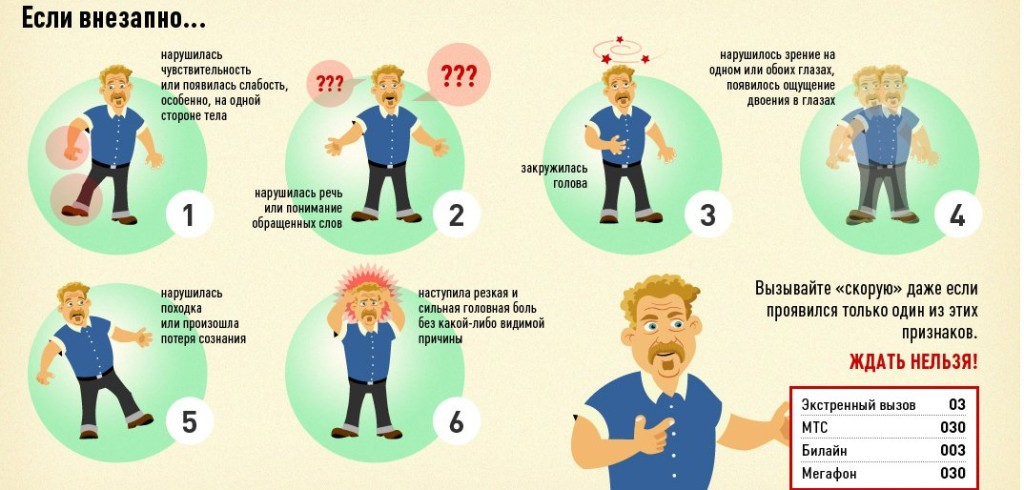 Если внезапно...
нарушилась
чувствительность
или появилась слабость,
особенно, на одной
стороне тела
1
???
???
нарушилась речь
или понимание
обращенных слов
2
закружилась
голова
3
нарушилось зрение на
одном или обоих глазах,
появилось ощущение
двоения в глазах
4
нарушилась
походка
или произошла
потеря сознания
5
наступила резкая и
сильная головная боль
без какой-либо видимой
причины
6
Вызывайте «скорую» даже если
проявился только один из этих
признаков.
ЖДАТЬ НЕЛЬЗЯ!
Экстренный вызов 03
МТС 030
Билайн 003
Мегафон 030